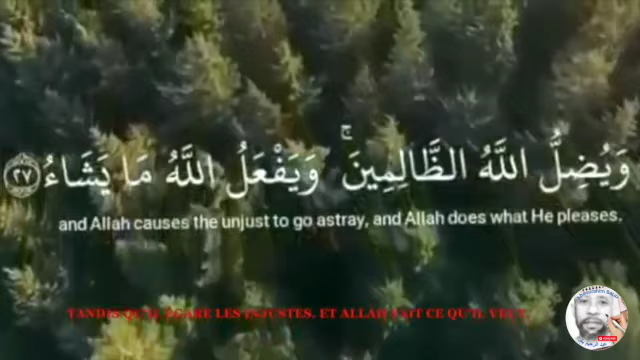 وَيُضِلُّ اللَّهُ الظَّالِمِينَ ۚ وَيَفْعَلُ اللَّهُ مَا يَشَاءُ ٢٧
and Allah causes the unjust to go astray, and Allah does what He pleases.
TANDIS QU'IL ÉGARE LES INJUSTES. ET ALLAH FAIT CE QU'IL VEUT.